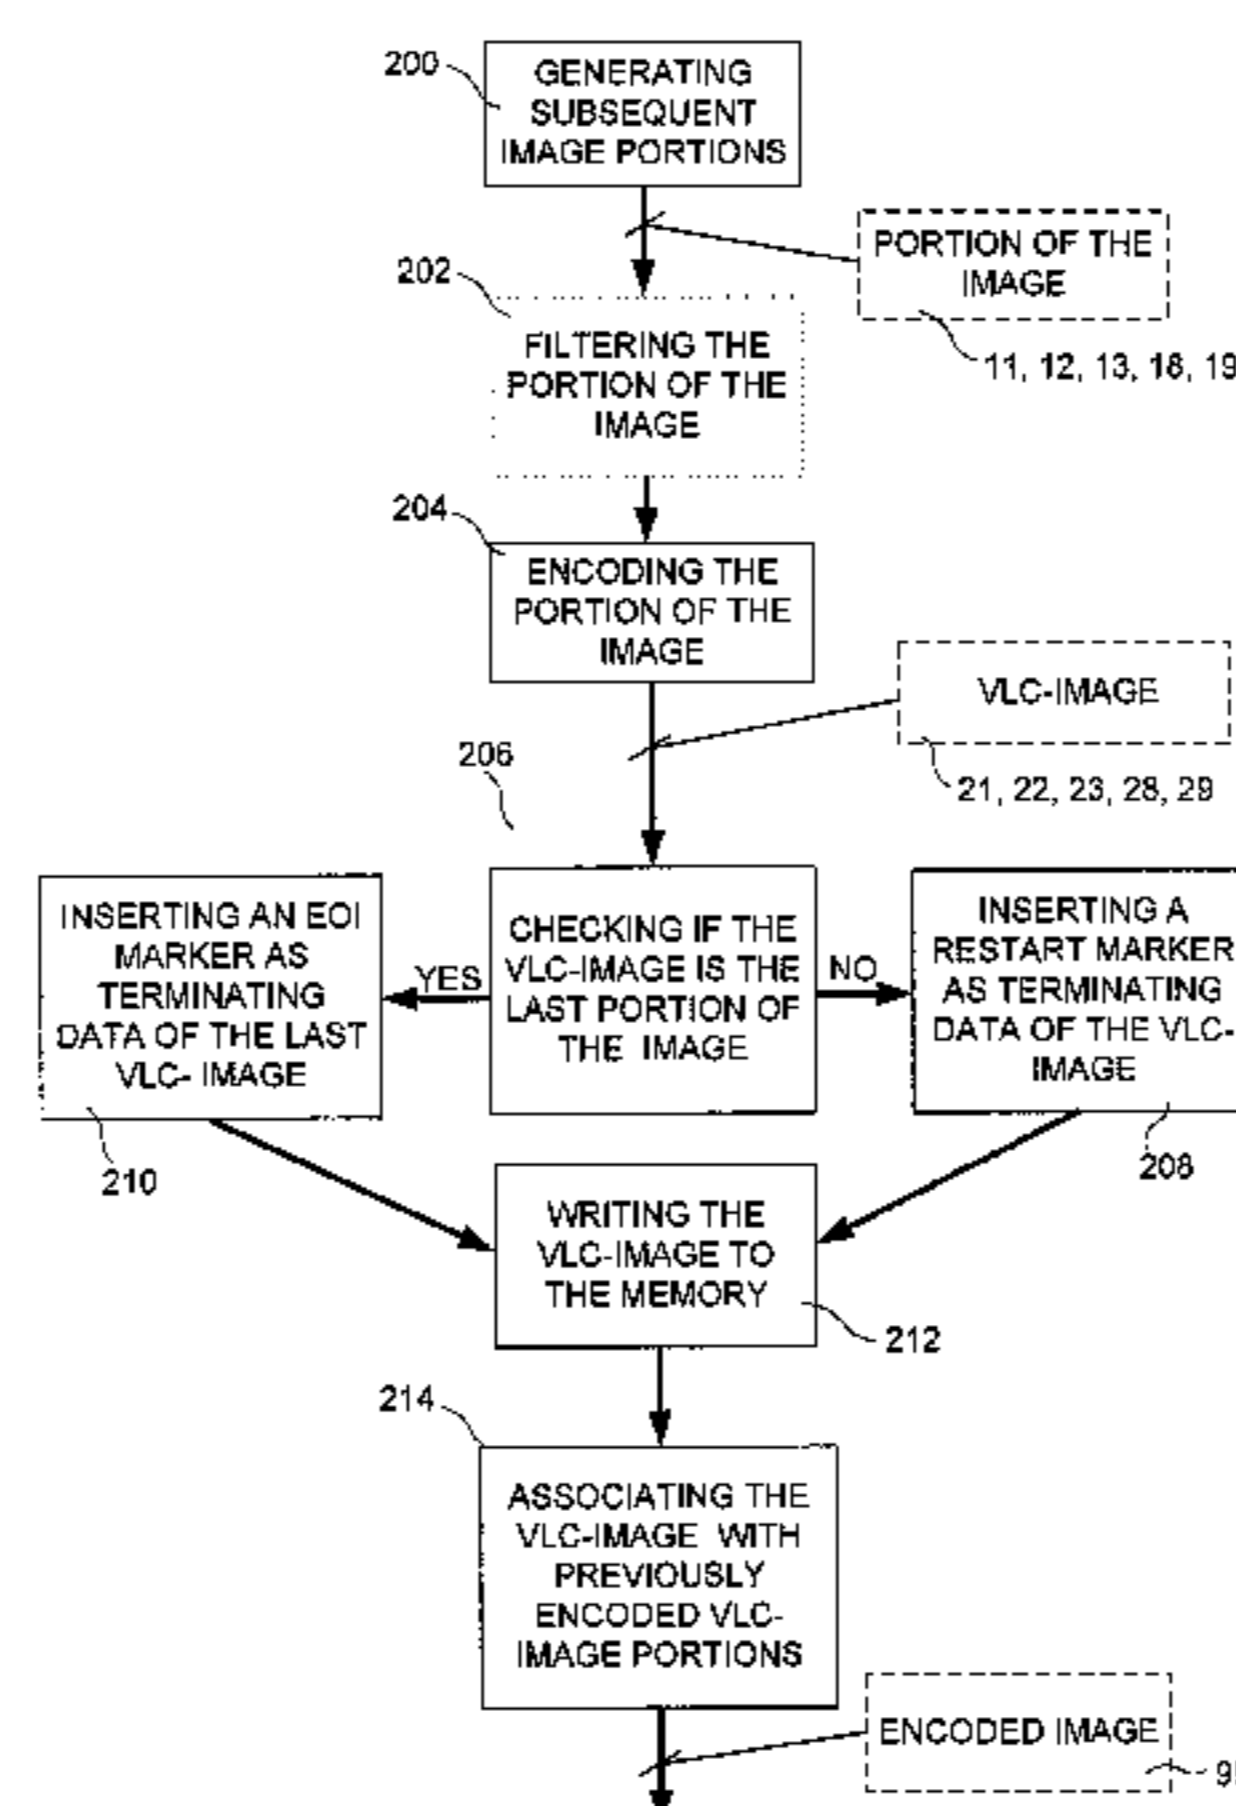 200
GENERATING
SUBSEQUENT
IMAGE PORTIONS
PORTION OF THE
IMAGE
11, 12, 13, 18, 19
202
FILTERING THE
PORTION OF THE
IMAGE
204
ENCODING THE
PORTION OF THE
IMAGE
VLC-IMAGE
21, 22, 23, 28, 29
206
INSERTING AN EOI
MARKER AS
TERMINATING
DATA OF THE LAST
VLC- IMAGE
210
YES
CHECKING IF THE
VLC-IMAGE IS THE
LAST PORTION OF
THE IMAGE
NO
INSERTING A
RESTART MARKER
AS TERMINATING
DATA OF THE VLC-
IMAGE
208
WRITING THE
VLC-IMAGE TO
THE MEMORY
212
214
ASSOCIATING THE
VLC-IMAGE WITH
PREVIOUSLY
ENCODED VLC-
IMAGE PORTIONS
ENCODED IMAGE